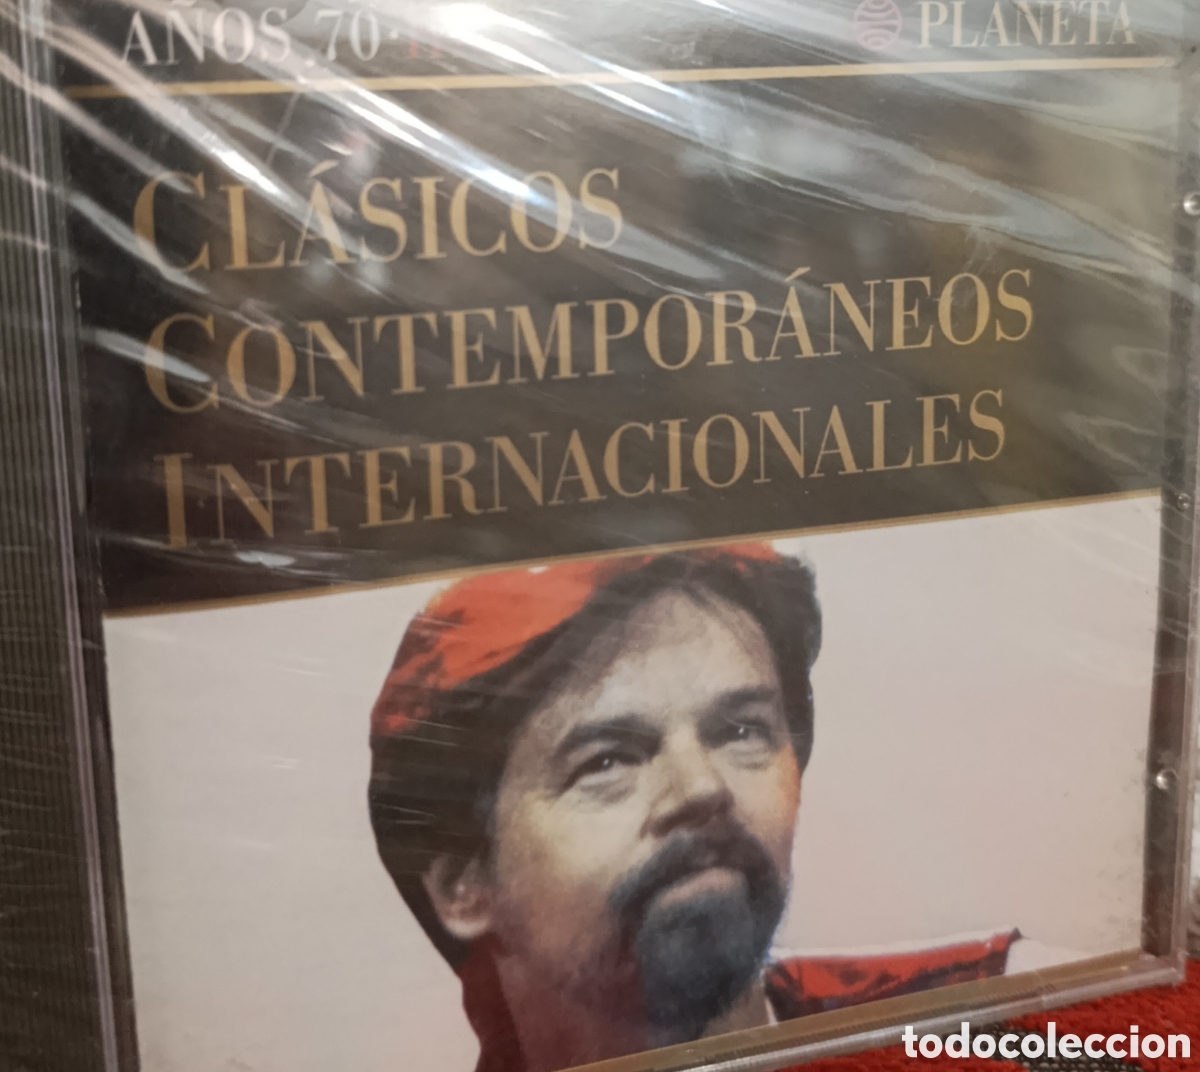 AÑOS 70·
PLANETA
CLÁSICOS
CONTEMPORÁNEOS
INTERNACIONALES
todocoleccion